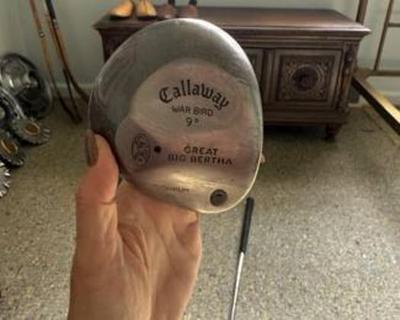 Callaway
WAR BIRD
9°
GREAT
BIG BERTHA